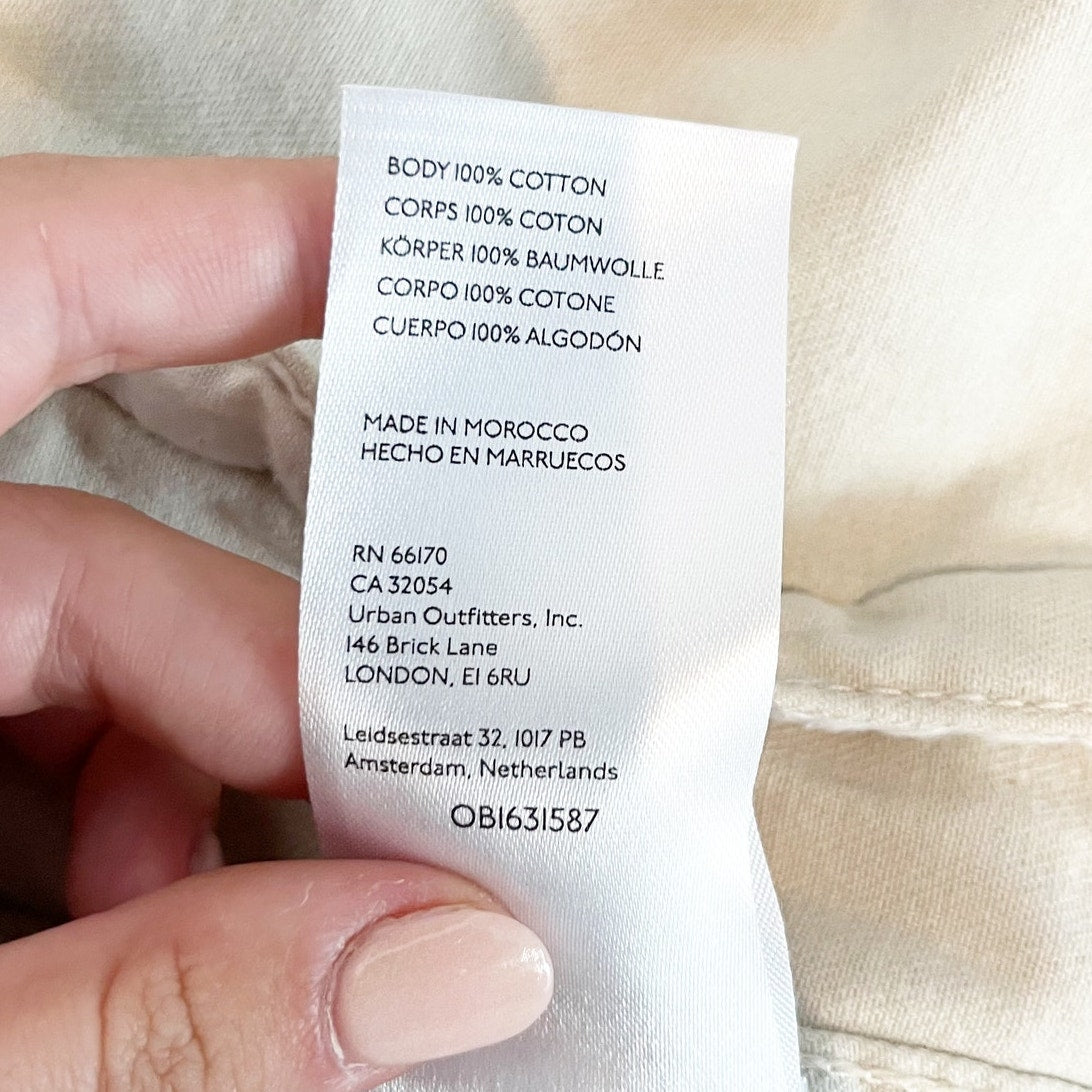 BODY 100% COTTON
CORPS 100% COTON
KÖRPER 100% BAUMWOLLE
CORPO 100% COTONE
CUERPO 100% ALGODÓN
MADE IN MOROCCO
HECHO EN MARRUECOS
RN 66170
CA 32054
Urban Outfitters, Inc.
146 Brick Lane
LONDON, E1 6RU
Leidsestraat 32, 1017 PB
Amsterdam, Netherlands
OB1631587